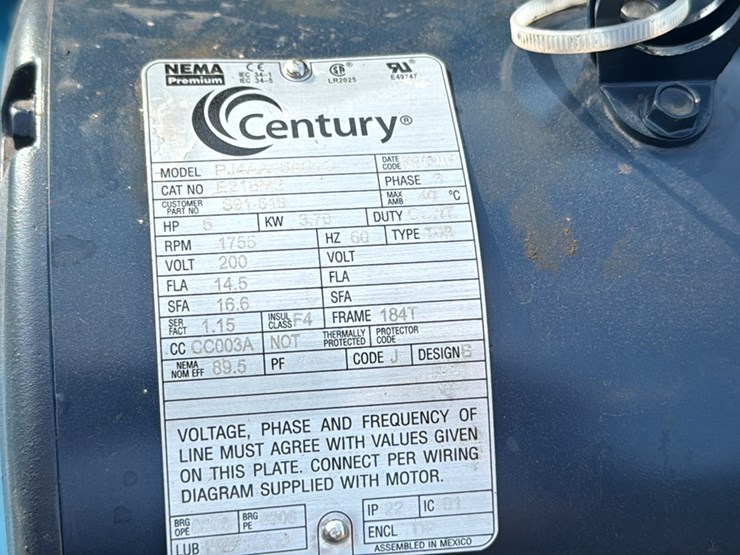 NEMA Premium CE IEC 34-1 IEC 34-5 LR2025 E49747
Century®
MODEL DATE CODE
CAT NO PHASE
CUSTOMER PART NO MAX AMB 40 °C
HP 5 KW 3.70 DUTY CONT
RPM 1755 HZ 60 TYPE
VOLT 200 VOLT
FLA 14.5 FLA
SFA 16.6 SFA
SER FACT 1.15 INSUL CLASS F4 FRAME 184T
CC CC003A NOT THERMALLY PROTECTED PROTECTOR CODE
NEMA NOM EFF 89.5 PF CODE J DESIGN
VOLTAGE, PHASE AND FREQUENCY OF
LINE MUST AGREE WITH VALUES GIVEN
ON THIS PLATE. CONNECT PER WIRING
DIAGRAM SUPPLIED WITH MOTOR.
BRG OPE BRG PE IP 22 IC 01
LUB ENCL
ASSEMBLED IN MEXICO